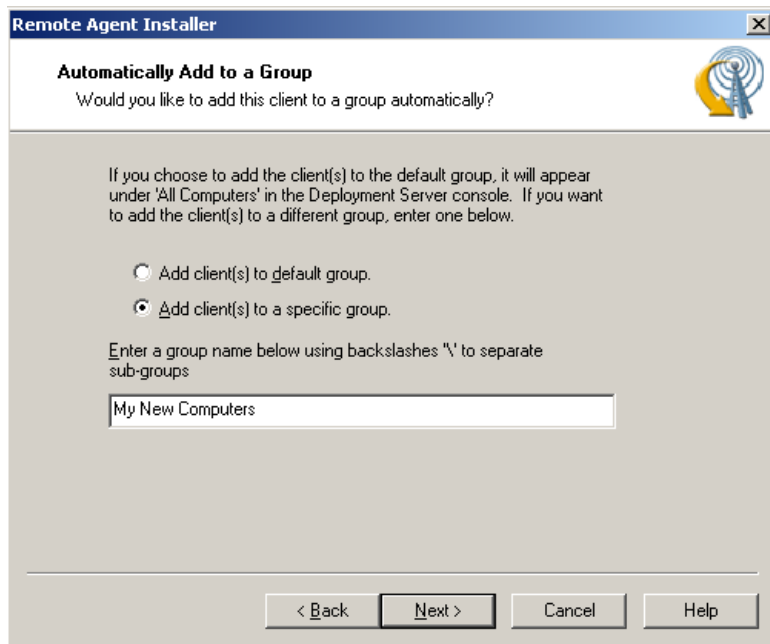 Remote Agent Installer
Automatically Add to a Group
Would you like to add this client to a group automatically?
If you choose to add the client(s) to the default group, it will appear
under 'All Computers' in the Deployment Server console. If you want
to add the client(s) to a different group, enter one below.
Add client(s) to default group.
Add client(s) to a specific group.
Enter a group name below using backslashes '\' to separate
sub-groups
My New Computers
< Back
Next >
Cancel
Help